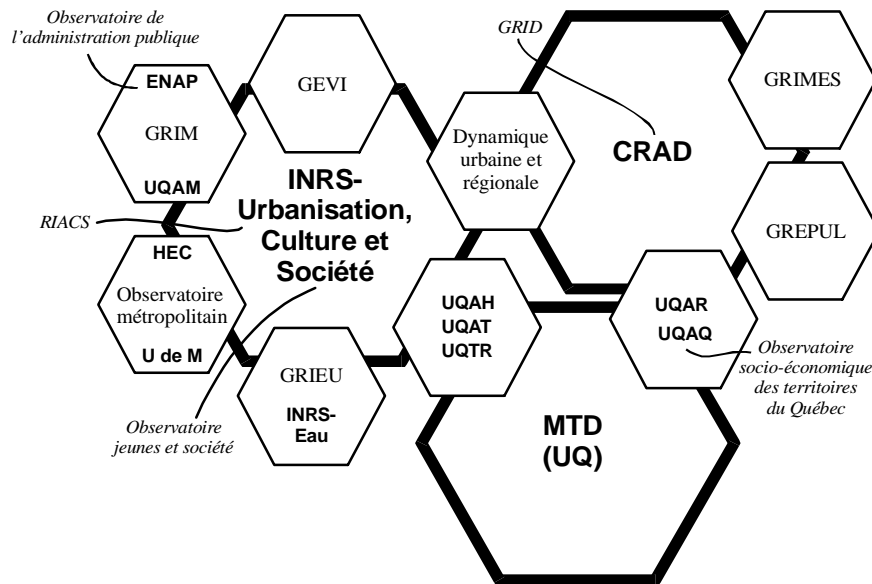 Observatoire de
l'administration publique
ENAP
GRIM
UQAM
GEVI
GRID
GRIMES
Dynamique
urbaine et
régionale
CRAD
RIACS
INRS-
Urbanisation,
Culture et
Société
GREPUL
HEC
Observatoire
métropolitain
U de M
UQAH
UQAT
UQTR
UQAR
UQAQ
Observatoire
socio-économique
des territoires
du Québec
GRIEU
INRS-
Eau
Observatoire
jeunes et société
MTD
(UQ)